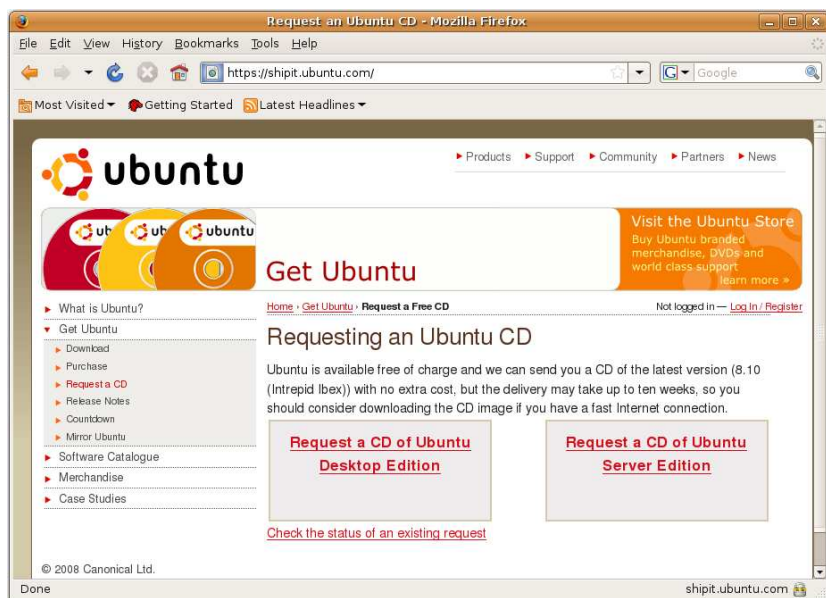 Request an Ubuntu CD - Mozilla Firefox
File Edit View History Bookmarks Tools Help
https://shipit.ubuntu.com/
G Google
Most Visited Getting Started Latest Headlines
ubuntu
Products Support Community Partners News
ub ub ubuntu
Get Ubuntu
Visit the Ubuntu Store
Buy Ubuntu branded
merchandise, DVDs and
world class support
learn more »
What is Ubuntu?
Get Ubuntu
Download
Purchase
Request a CD
Release Notes
Countdown
Mirror Ubuntu
Software Catalogue
Merchandise
Case Studies
Home › Get Ubuntu › Request a Free CD
Not logged in — Log In / Register
Requesting an Ubuntu CD
Ubuntu is available free of charge and we can send you a CD of the latest version (8.10
(Intrepid Ibex)) with no extra cost, but the delivery may take up to ten weeks, so you
should consider downloading the CD image if you have a fast Internet connection.
Request a CD of Ubuntu
Desktop Edition
Request a CD of Ubuntu
Server Edition
Check the status of an existing request
© 2008 Canonical Ltd.
Done
shipit.ubuntu.com